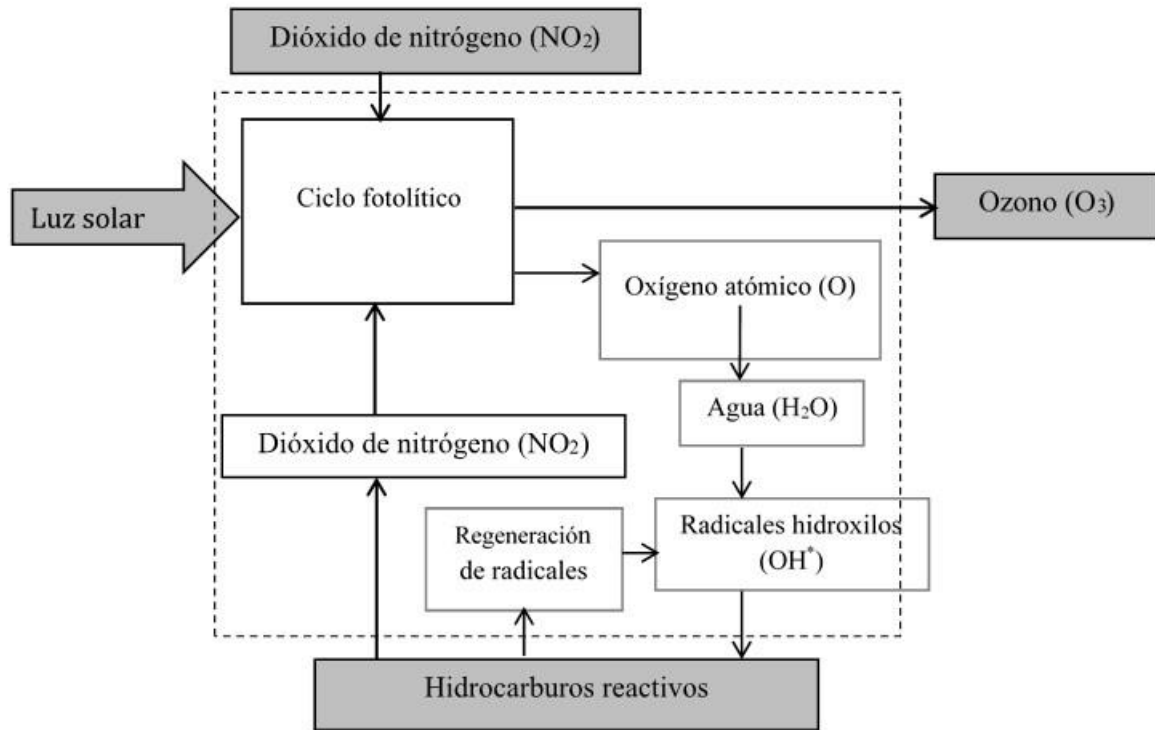 Dióxido de nitrógeno (NO₂)
Ciclo fotolítico
Luz solar
Ozono (O₃)
Oxígeno atómico (O)
Agua (H₂O)
Dióxido de nitrógeno (NO₂)
Regeneración
de radicales
Radicales hidroxilos
(OH*)
Hidrocarburos reactivos